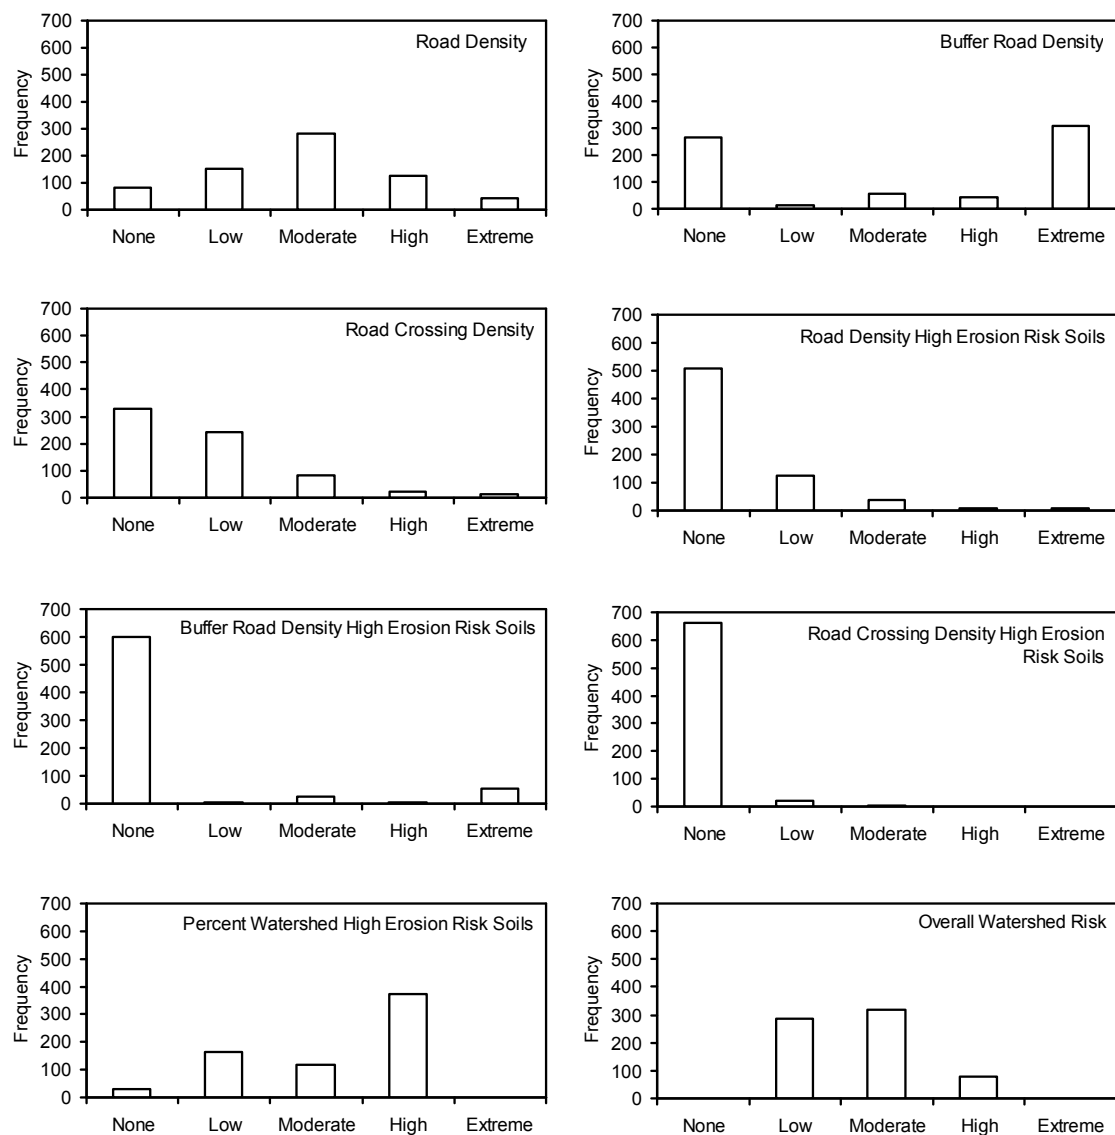 Road Density
Frequency
700
600
500
400
300
200
100
0
None Low Moderate High Extreme
Buffer Road Density
Frequency
700
600
500
400
300
200
100
0
None Low Moderate High Extreme
Road Crossing Density
Frequency
700
600
500
400
300
200
100
0
None Low Moderate High Extreme
Road Density High Erosion Risk Soils
Frequency
700
600
500
400
300
200
100
0
None Low Moderate High Extreme
Buffer Road Density High Erosion Risk Soils
Frequency
700
600
500
400
300
200
100
0
None Low Moderate High Extreme
Road Crossing Density High Erosion
Risk Soils
Frequency
700
600
500
400
300
200
100
0
None Low Moderate High Extreme
Percent Watershed High Erosion Risk Soils
Frequency
700
600
500
400
300
200
100
0
None Low Moderate High Extreme
Overall Watershed Risk
Frequency
700
600
500
400
300
200
100
0
None Low Moderate High Extreme